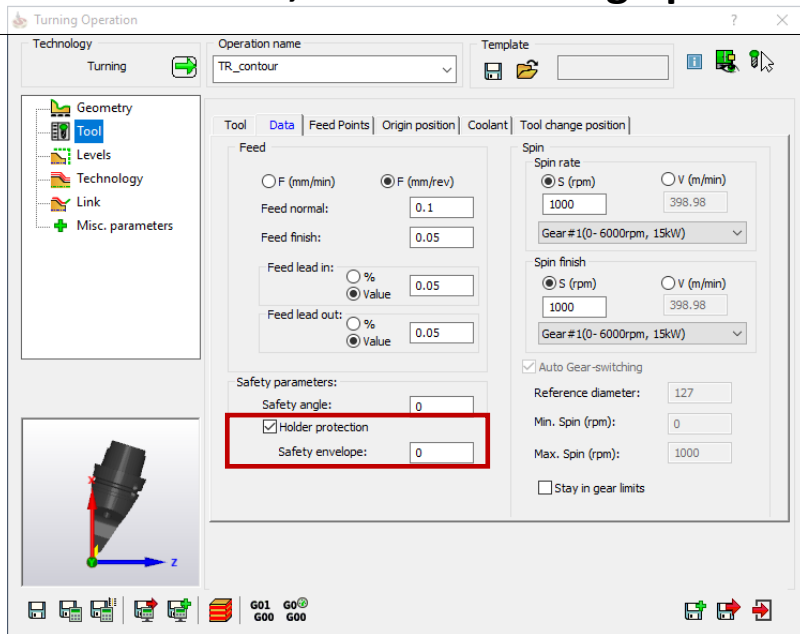 Turning Operation ?
Technology
Turning
Operation name
TR_contour
Template
Geometry
Tool
Levels
Technology
Link
Misc. parameters
Tool Data Feed Points Origin position Coolant Tool change position
Feed
F (mm/min) F (mm/rev)
Feed normal: 0.1
Feed finish: 0.05
Feed lead in:
%
Value
0.05
Feed lead out:
%
Value
0.05
Safety parameters:
Safety angle: 0
Holder protection
Safety envelope: 0
Spin
Spin rate
S (rpm) V (m/min)
1000 398.98
Gear#1(0- 6000rpm, 15kW)
Spin finish
S (rpm) V (m/min)
1000 398.98
Gear#1(0- 6000rpm, 15kW)
Auto Gear-switching
Reference diameter: 127
Min. Spin (rpm): 0
Max. Spin (rpm): 1000
Stay in gear limits
X
Y
Z
G01 G00
G00 G00